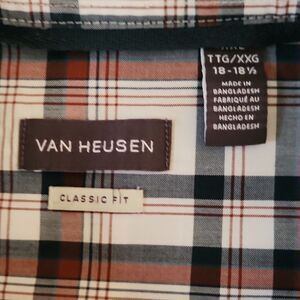 TTG/XXG
18-18½
MADE IN
BANGLADESH
FABRIQUÉ AU
BANGLADESH
HECHO EN
BANGLADESH
VAN HEUSEN
CLASSIC FIT